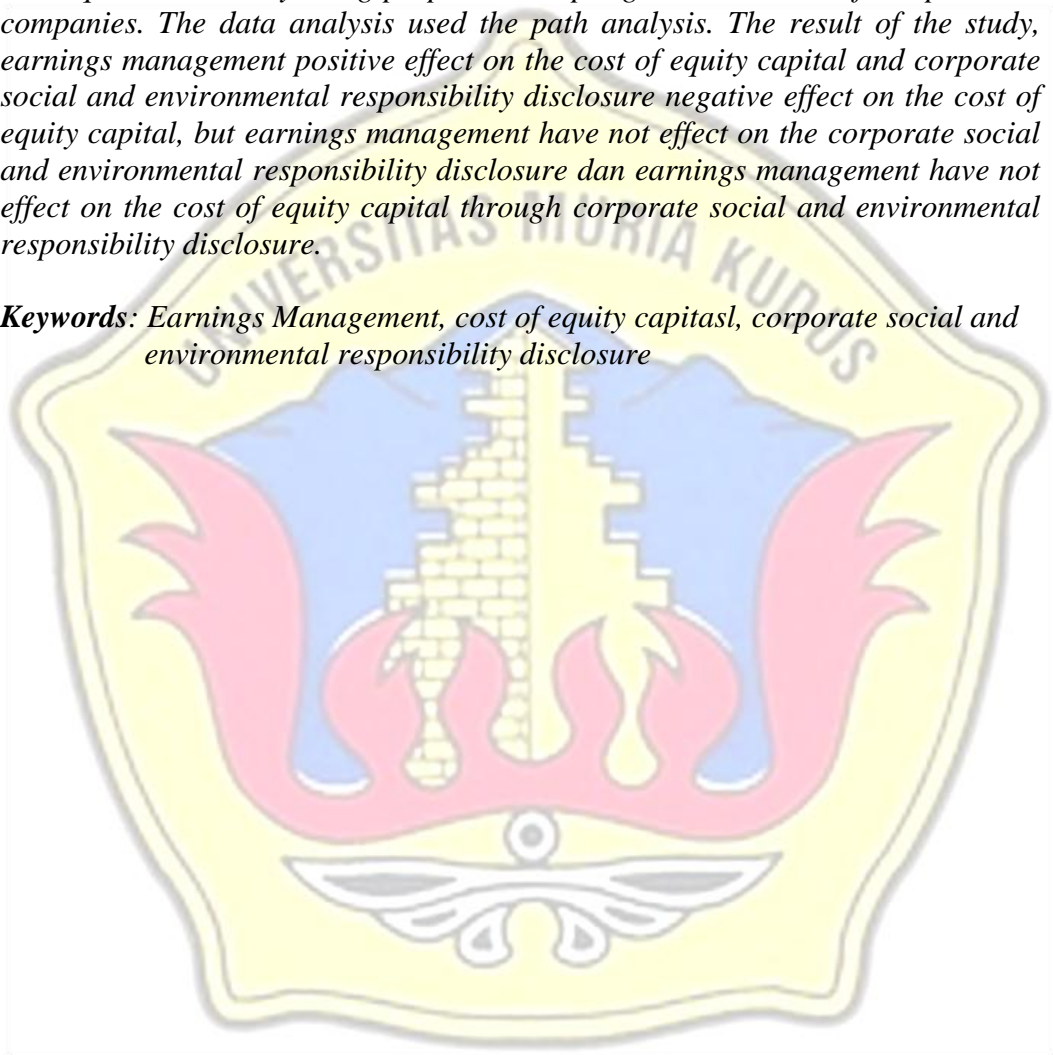 companies. The data analysis used the path analysis. The result of the study,
earnings management positive effect on the cost of equity capital and corporate
social and environmental responsibility disclosure negative effect on the cost of
equity capital, but earnings management have not effect on the corporate social
and environmental responsibility disclosure dan earnings management have not
effect on the cost of equity capital through corporate social and environmental
responsibility disclosure.
UNIVERSITAS MURIA KUDUS
Keywords: Earnings Management, cost of equity capitasl, corporate social and
environmental responsibility disclosure